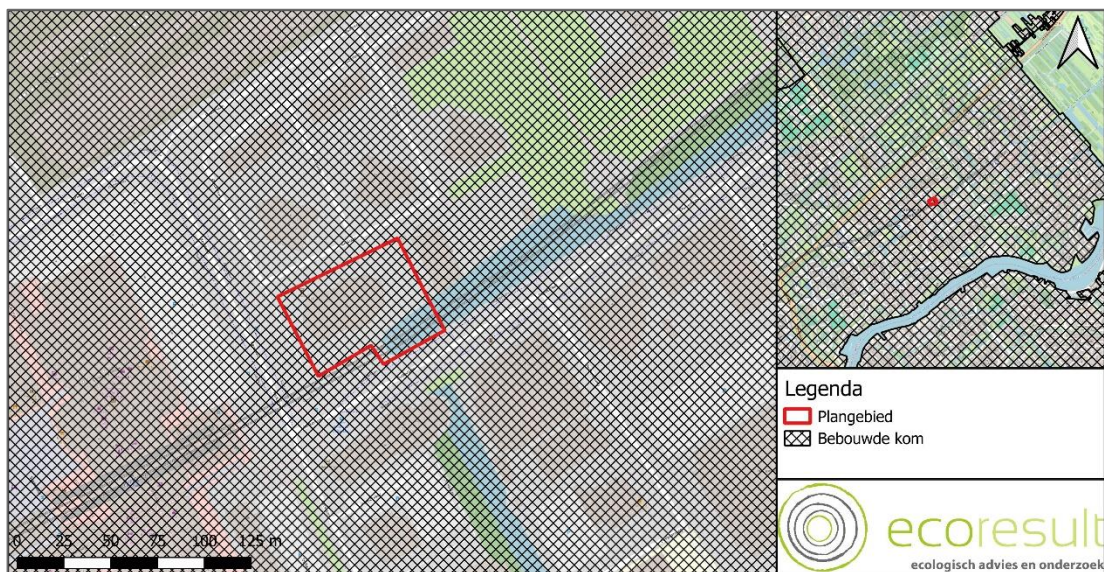 Legenda
Plangebied
Bebouwde kom
0 25 50 75 100 125 m
ecoresult
ecologisch advies en onderzoek